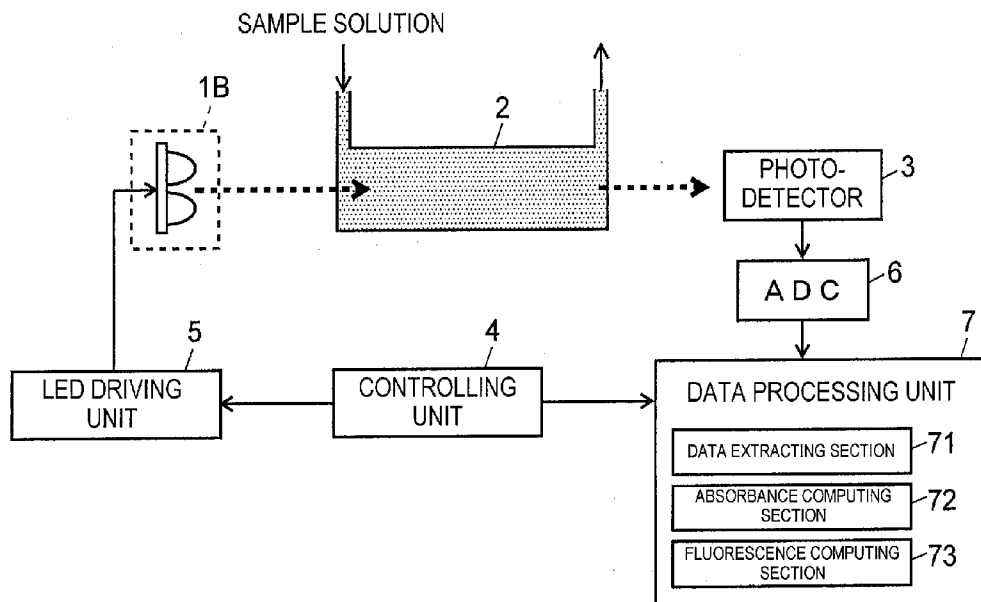 SAMPLE SOLUTION
1B
2
PHOTO-
DETECTOR
3
ADC
6
5
4
7
LED DRIVING
UNIT
CONTROLLING
UNIT
DATA PROCESSING UNIT
DATA EXTRACTING SECTION
71
ABSORBANCE COMPUTING
SECTION
72
FLUORESCENCE COMPUTING
SECTION
73